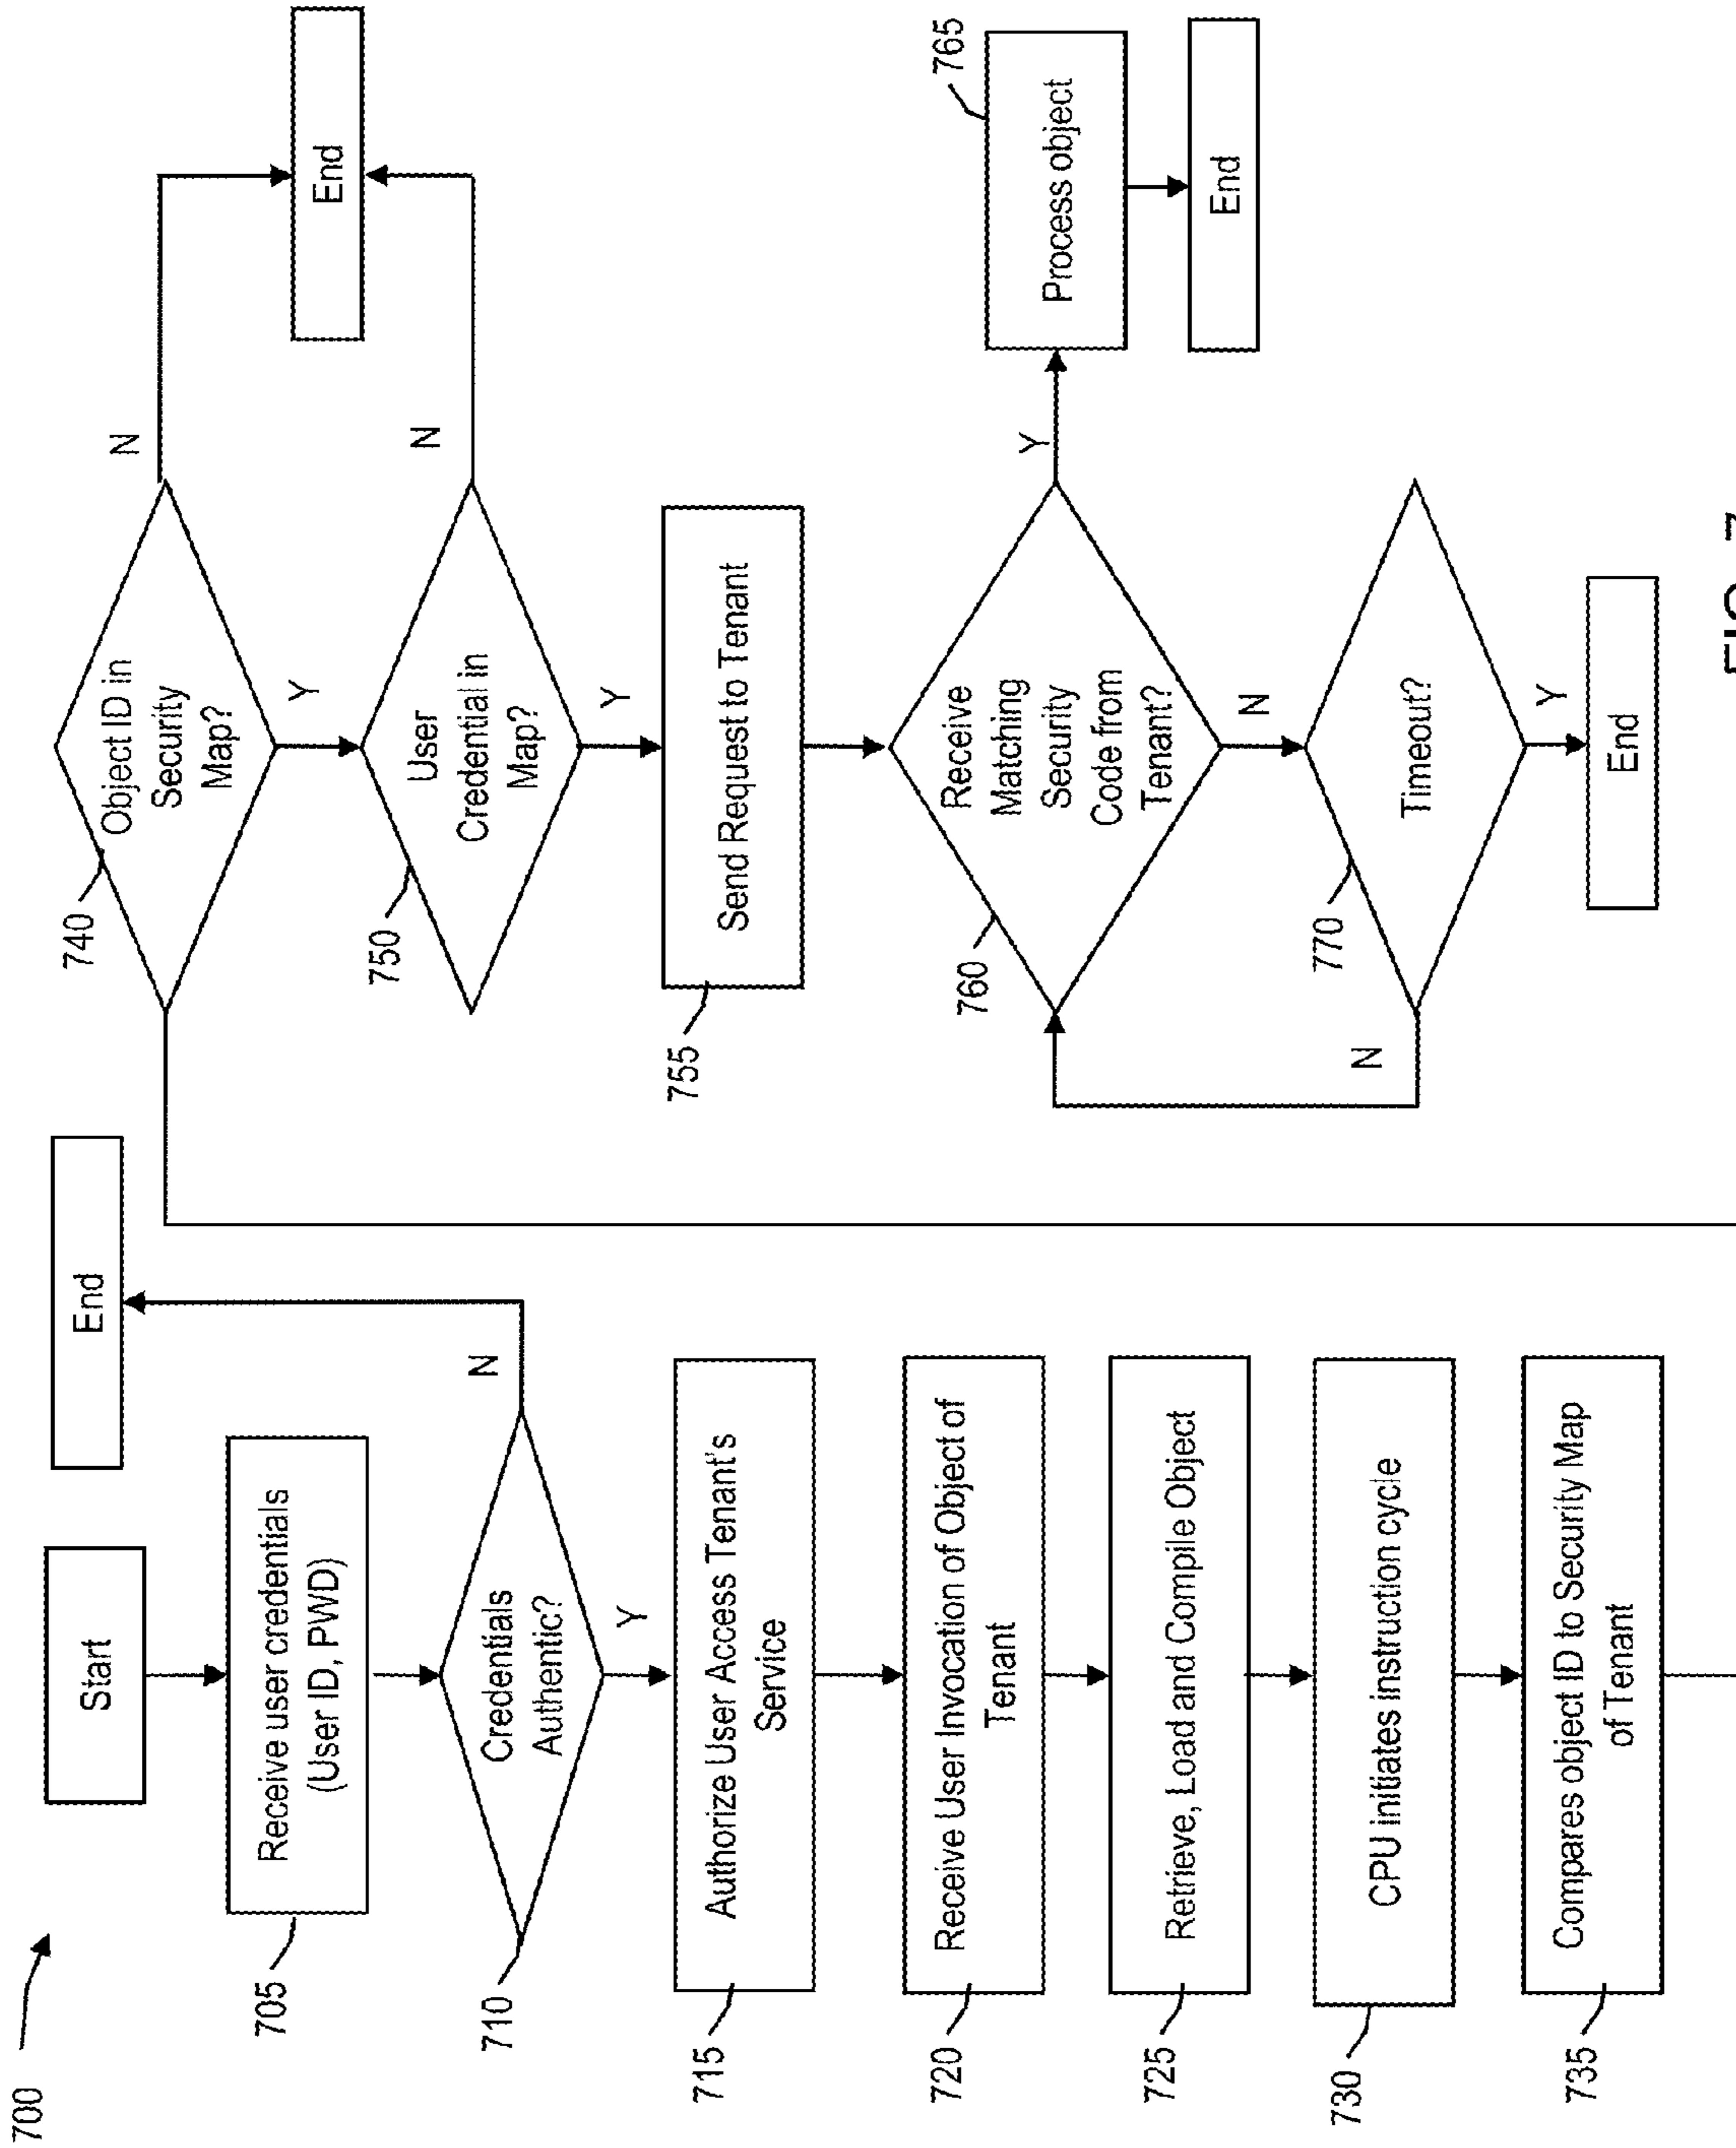 700
Start
705
Receive user credentials
(User ID, PWD)
710
Credentials
Authentic?
N
End
Y
715
Authorize User Access Tenant's
Service
720
Receive User Invocation of Object of
Tenant
725
Retrieve, Load and Compile Object
730
CPU initiates instruction cycle
735
Compares object ID to Security Map
of Tenant
740
Object ID in
Security
Map?
N
Y
End
750
User
Credential in
Map?
N
Y
755
Send Request to Tenant
760
Receive
Matching
Security
Code from
Tenant?
Y
765
Process object
End
N
770
Timeout?
N
Y
End